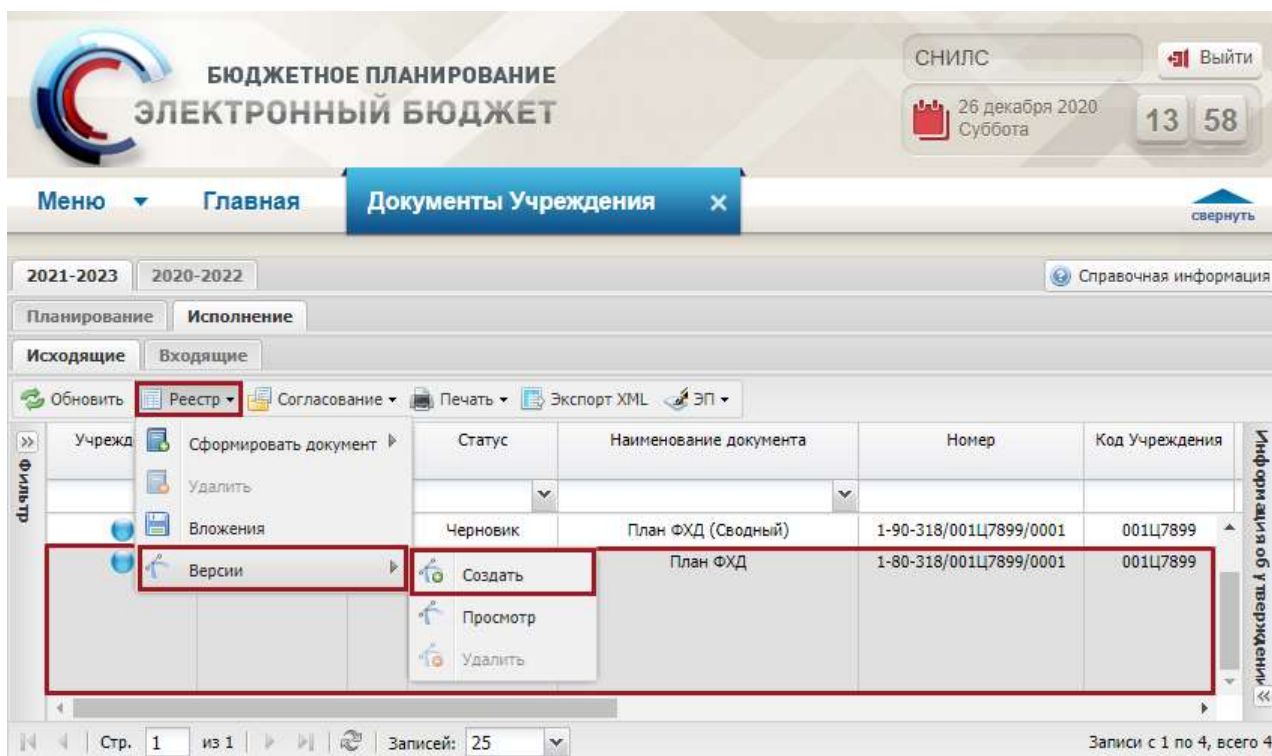 БЮДЖЕТНОЕ ПЛАНИРОВАНИЕ
ЭЛЕКТРОННЫЙ БЮДЖЕТ
СНИЛС
Выйти
26 декабря 2020
Суббота
13 58
Меню Главная Документы Учреждения
свернуть
2021-2023 2020-2022 Справочная информация
Планирование Исполнение
Исходящие Входящие
Обновить Реестр Согласование Печать Экспорт XML ЭП
Фильтр
Учрежд Статус Наименование документа Номер Код Учреждения
Сформировать документ
Удалить
Вложения
Версии
Создать
Просмотр
Удалить
Черновик План ФХД (Сводный) 1-90-318/001Ц7899/0001 001Ц7899
План ФХД 1-80-318/001Ц7899/0001 001Ц7899
Информация об утверждении
Стр. 1 из 1 Записей: 25 Записи с 1 по 4, всего 4